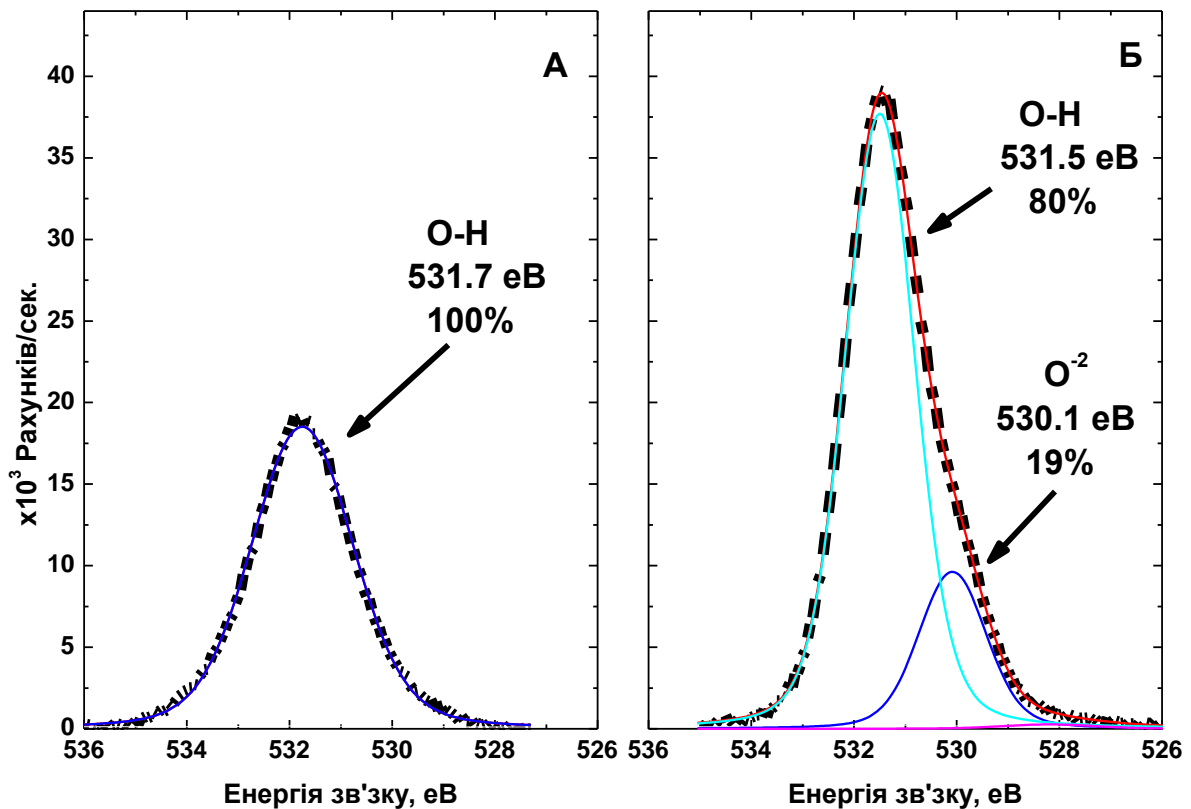 А
Б
40
35
30
25
20
15
10
5
0
x10³ Рахунків/сек.
O-H
531.7 еВ
100%
O-H
531.5 еВ
80%
O⁻²
530.1 еВ
19%
536 534 532 530 528 526
536 534 532 530 528 526
Енергія зв'зку, еВ
Енергія зв'зку, еВ